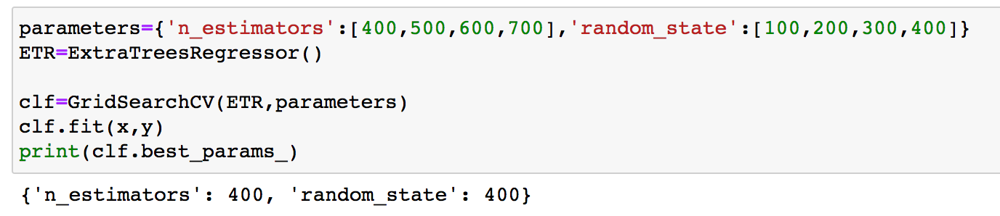 parameters={'n_estimators':[400,500,600,700],'random_state':[100,200,300,400]}
ETR=ExtraTreesRegressor()
clf=GridSearchCV(ETR,parameters)
clf.fit(x,y)
print(clf.best_params_)
{'n_estimators': 400, 'random_state': 400}